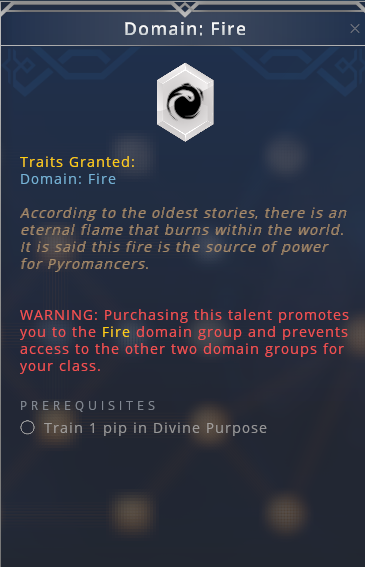 Domain: Fire
Traits Granted:
Domain: Fire
According to the oldest stories, there is an
eternal flame that burns within the world.
It is said this fire is the source of power
for Pyromancers.
WARNING: Purchasing this talent promotes
you to the Fire domain group and prevents
access to the other two domain groups for
your class.
PREREQUISITES
Train 1 pip in Divine Purpose